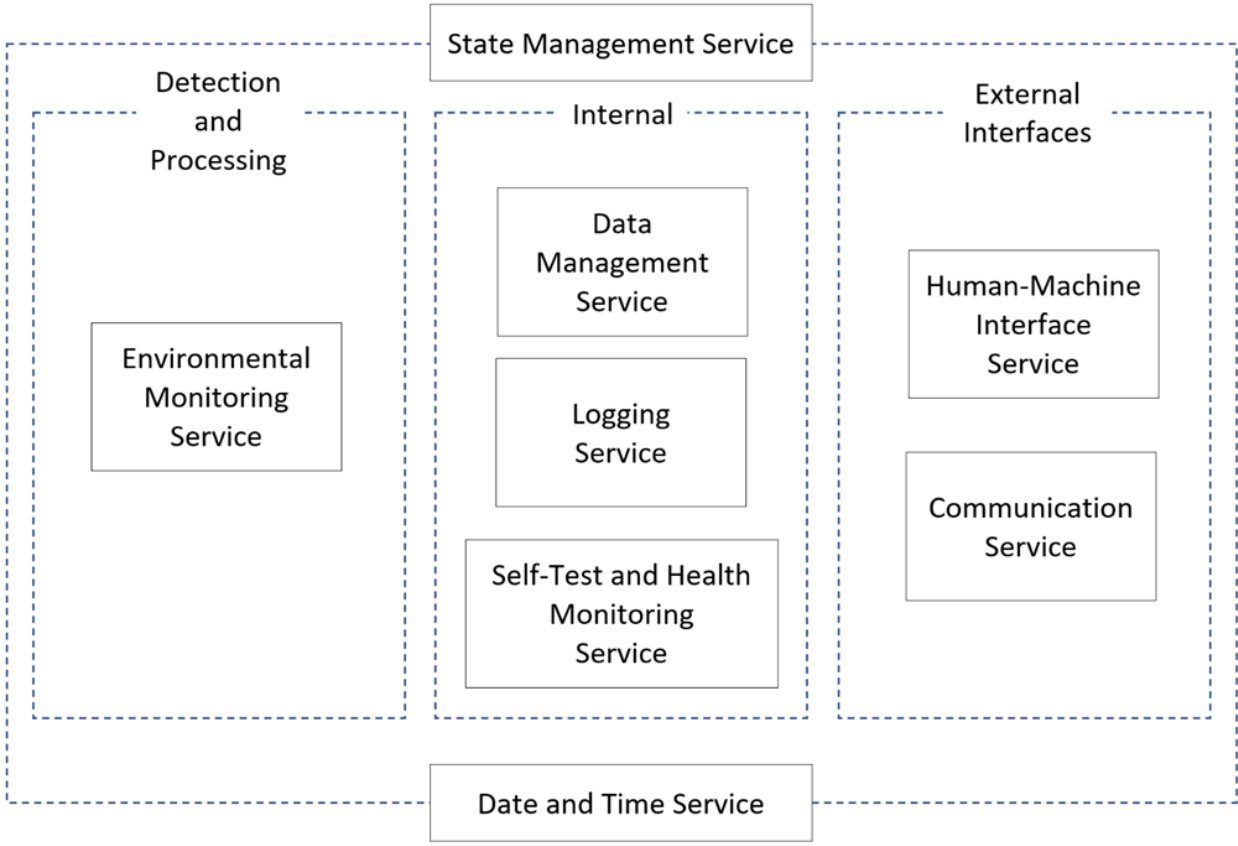 State Management Service
Detection
and
Processing
Environmental
Monitoring
Service
Internal
Data
Management
Service
Logging
Service
Self-Test and Health
Monitoring
Service
External
Interfaces
Human-Machine
Interface
Service
Communication
Service
Date and Time Service